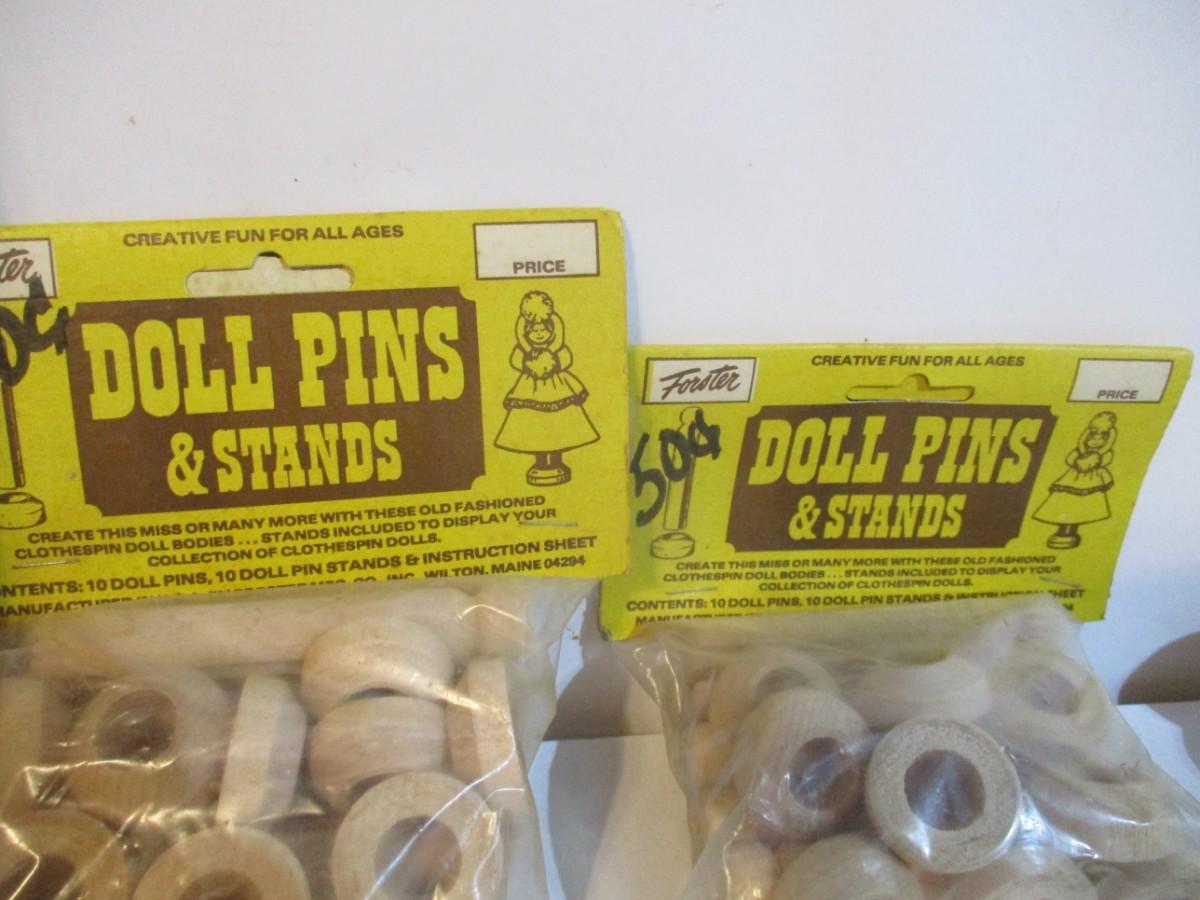 CREATIVE FUN FOR ALL AGES
PRICE
DOLL PINS
& STANDS
CREATE THIS MISS OR MANY MORE WITH THESE OLD FASHIONED
CLOTHESPIN DOLL BODIES ... STANDS INCLUDED TO DISPLAY YOUR
COLLECTION OF CLOTHESPIN DOLLS.
CONTENTS: 10 DOLL PINS, 10 DOLL PIN STANDS & INSTRUCTION SHEET
MFG. CO., INC. WILTON, MAINE 04294
Forster
CREATIVE FUN FOR ALL AGES
PRICE
50¢
DOLL PINS
& STANDS
CREATE THIS MISS OR MANY MORE WITH THESE OLD FASHIONED
CLOTHESPIN DOLL BODIES ... STANDS INCLUDED TO DISPLAY YOUR
COLLECTION OF CLOTHESPIN DOLLS.
CONTENTS: 10 DOLL PINS, 10 DOLL PIN STANDS & INSTRUCTION SHEET